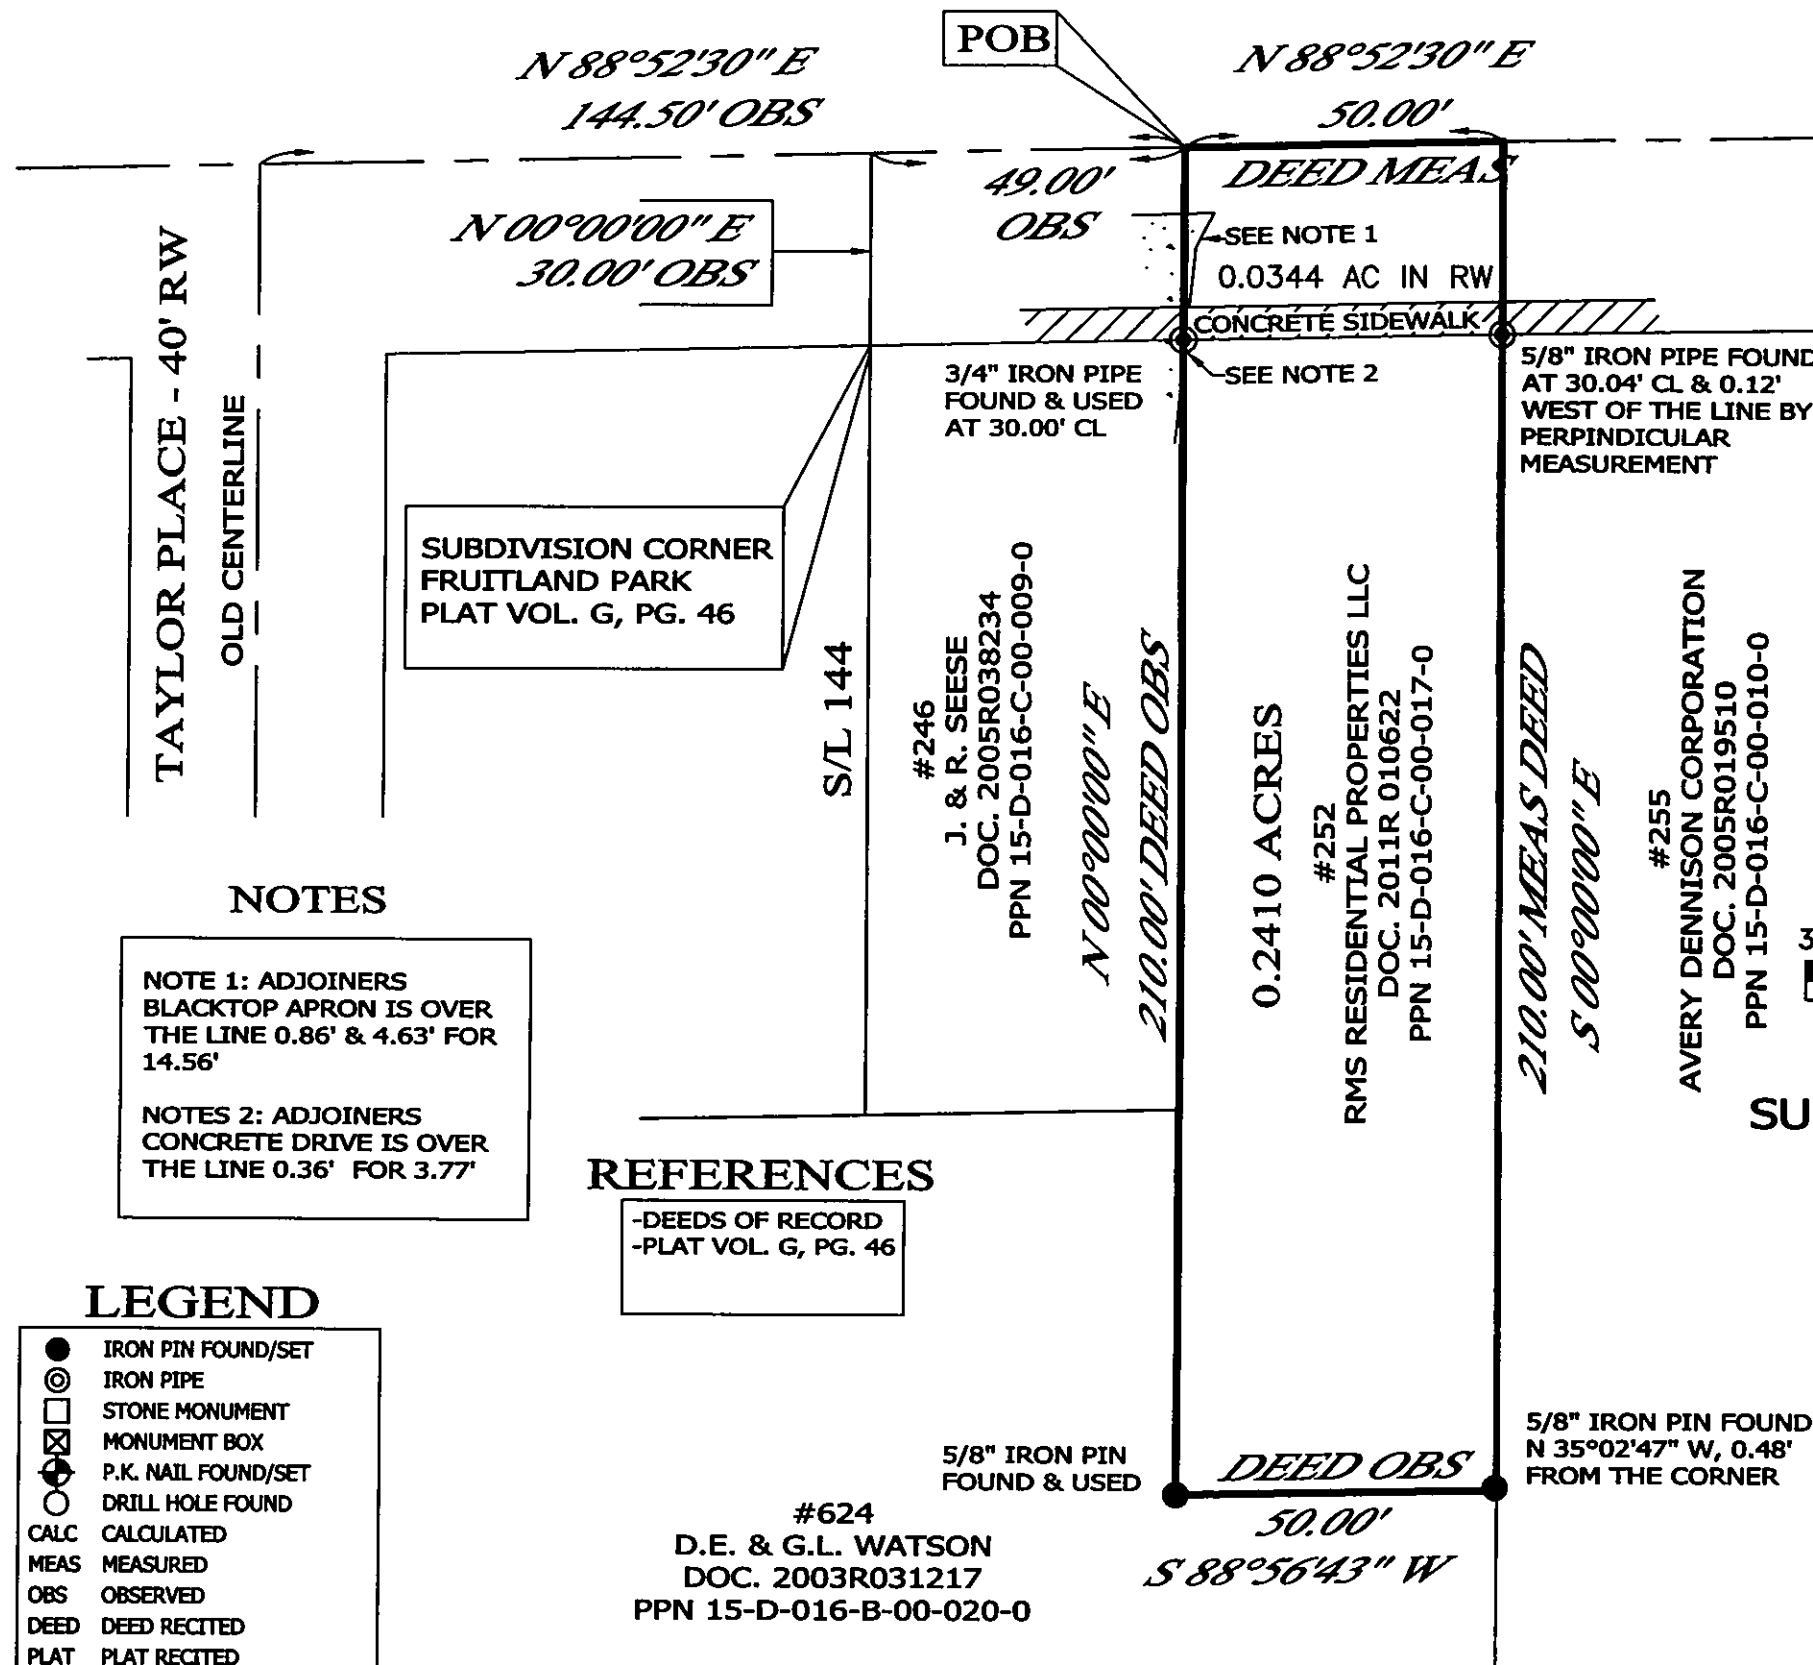 POB
N 88°52'30" E
144.50' OBS
N 88°52'30" E
50.00'
DEED MEAS
49.00'
OBS
N 00°00'00" E
30.00' OBS
SEE NOTE 1
0.0344 AC IN RW
CONCRETE SIDEWALK
SEE NOTE 2
3/4" IRON PIPE
FOUND & USED
AT 30.00' CL
5/8" IRON PIPE FOUND
AT 30.04' CL & 0.12'
WEST OF THE LINE BY
PERPINDICULAR
MEASUREMENT
TAYLOR PLACE - 40' RW
OLD CENTERLINE
SUBDIVISION CORNER
FRUITLAND PARK
PLAT VOL. G, PG. 46
S/L 144
#246
J. & R. SEESE
DOC. 2005R038234
PPN 15-D-016-C-00-009-0
N 00°00'00" E
210.00' DEED OBS
0.2410 ACRES
#252
RMS RESIDENTIAL PROPERTIES LLC
DOC. 2011R 010622
PPN 15-D-016-C-00-017-0
210.00' MEAS DEED
S 00°00'00" E
#255
AVERY DENNISON CORPORATION
DOC. 2005R019510
PPN 15-D-016-C-00-010-0
3
SU
NOTES
NOTE 1: ADJOINERS
BLACKTOP APRON IS OVER
THE LINE 0.86' & 4.63' FOR
14.56'
NOTES 2: ADJOINERS
CONCRETE DRIVE IS OVER
THE LINE 0.36' FOR 3.77'
REFERENCES
-DEEDS OF RECORD
-PLAT VOL. G, PG. 46
LEGEND
IRON PIN FOUND/SET
IRON PIPE
STONE MONUMENT
MONUMENT BOX
P.K. NAIL FOUND/SET
DRILL HOLE FOUND
CALC CALCULATED
MEAS MEASURED
OBS OBSERVED
DEED DEED RECITED
PLAT PLAT RECITED
5/8" IRON PIN
FOUND & USED
DEED OBS
50.00'
S 88°56'43" W
5/8" IRON PIN FOUND
N 35°02'47" W, 0.48'
FROM THE CORNER
#624
D.E. & G.L. WATSON
DOC. 2003R031217
PPN 15-D-016-B-00-020-0